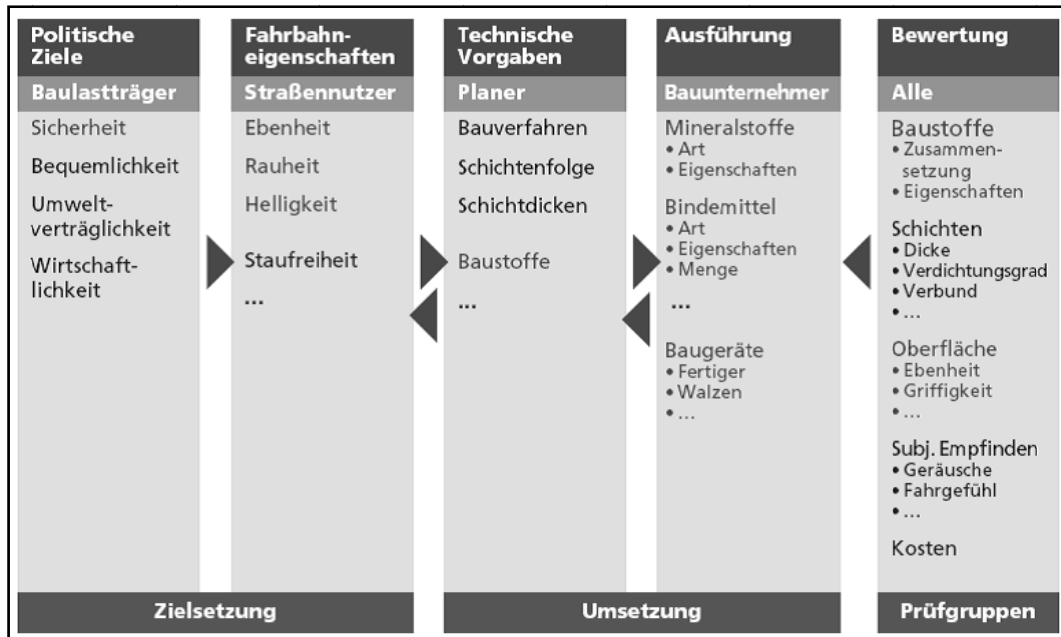 Politische
Ziele
Baulastträger
Sicherheit
Bequemlichkeit
Umwelt-
verträglichkeit
Wirtschaft-
lichkeit
Fahrbahn-
eigenschaften
Straßennutzer
Ebenheit
Rauheit
Helligkeit
Staufreiheit
...
Technische
Vorgaben
Planer
Bauverfahren
Schichtenfolge
Schichtdicken
Baustoffe
...
Ausführung
Bauunternehmer
Mineralstoffe
• Art
• Eigenschaften
Bindemittel
• Art
• Eigenschaften
• Menge
...
Baugeräte
• Fertiger
• Walzen
• ...
Bewertung
Alle
Baustoffe
• Zusammen-
setzung
• Eigenschaften
Schichten
• Dicke
• Verdichtungsgrad
• Verbund
• ...
Oberfläche
• Ebenheit
• Griffigkeit
• ...
Subj. Empfinden
• Geräusche
• Fahrgefühl
• ...
Kosten
Zielsetzung
Umsetzung
Prüfgruppen